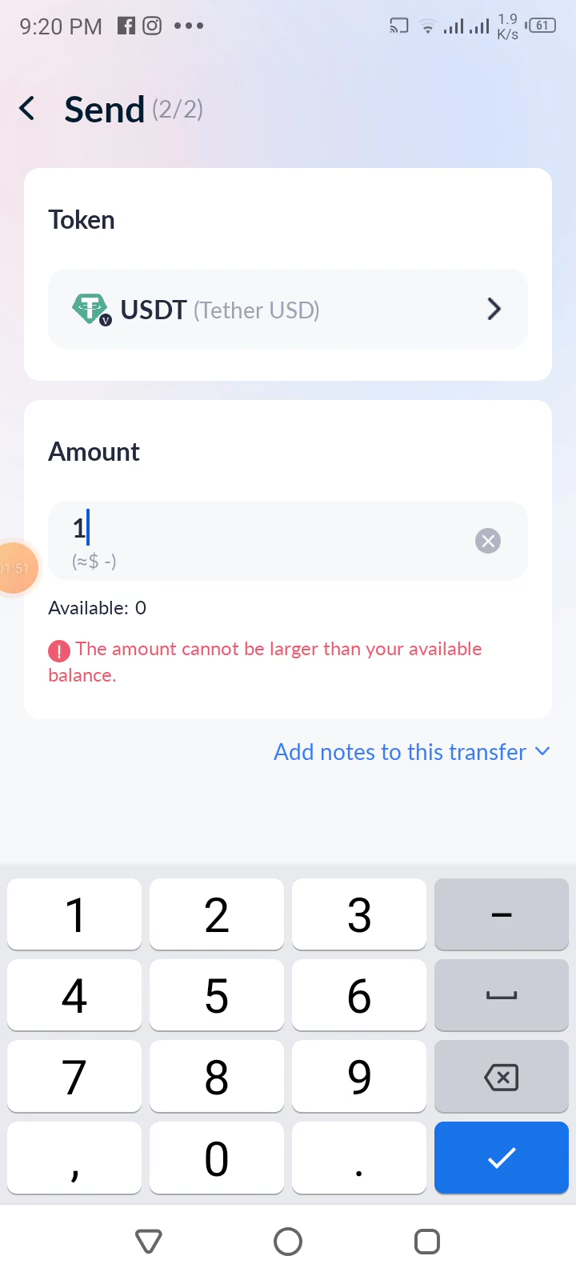 9:20 PM 1.9 K/s 61
Send (2/2)
Token
USDT (Tether USD)
Amount
1
(≈$ -)
01:51
Available: 0
The amount cannot be larger than your available
balance.
Add notes to this transfer
1 2 3 –
4 5 6
7 8 9
, 0 .